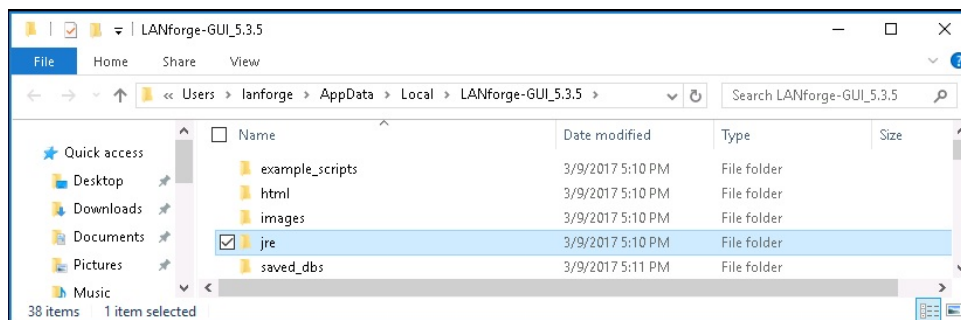 LANforge-GUI_5.3.5
File Home Share View
« Users › lanforge › AppData › Local › LANforge-GUI_5.3.5 › Search LANforge-GUI_5.3.5
Name Date modified Type Size
Quick access
Desktop
Downloads
Documents
Pictures
Music
example_scripts 3/9/2017 5:10 PM File folder
html 3/9/2017 5:10 PM File folder
images 3/9/2017 5:10 PM File folder
jre 3/9/2017 5:10 PM File folder
saved_dbs 3/9/2017 5:11 PM File folder
38 items 1 item selected